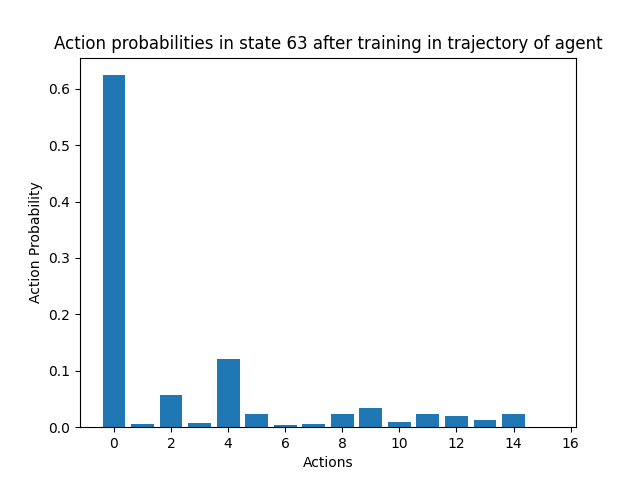 Action probabilities in state 63 after training in trajectory of agent
0.6
0.5
0.4
0.3
0.2
0.1
0.0
Action Probability
0 2 4 6 8 10 12 14 16
Actions